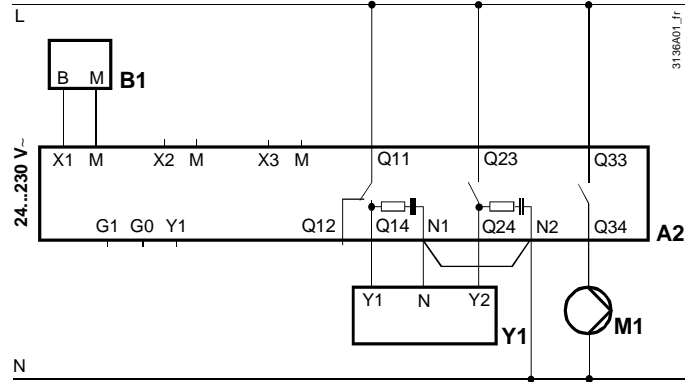 L
3136A01_fr
B M
B1
24...230 V~
X1 M X2 M X3 M Q11 Q23 Q33
G1 G0 Y1 Q12 Q14 N1 Q24 N2 Q34
A2
Y1 N Y2
Y1
M1
N